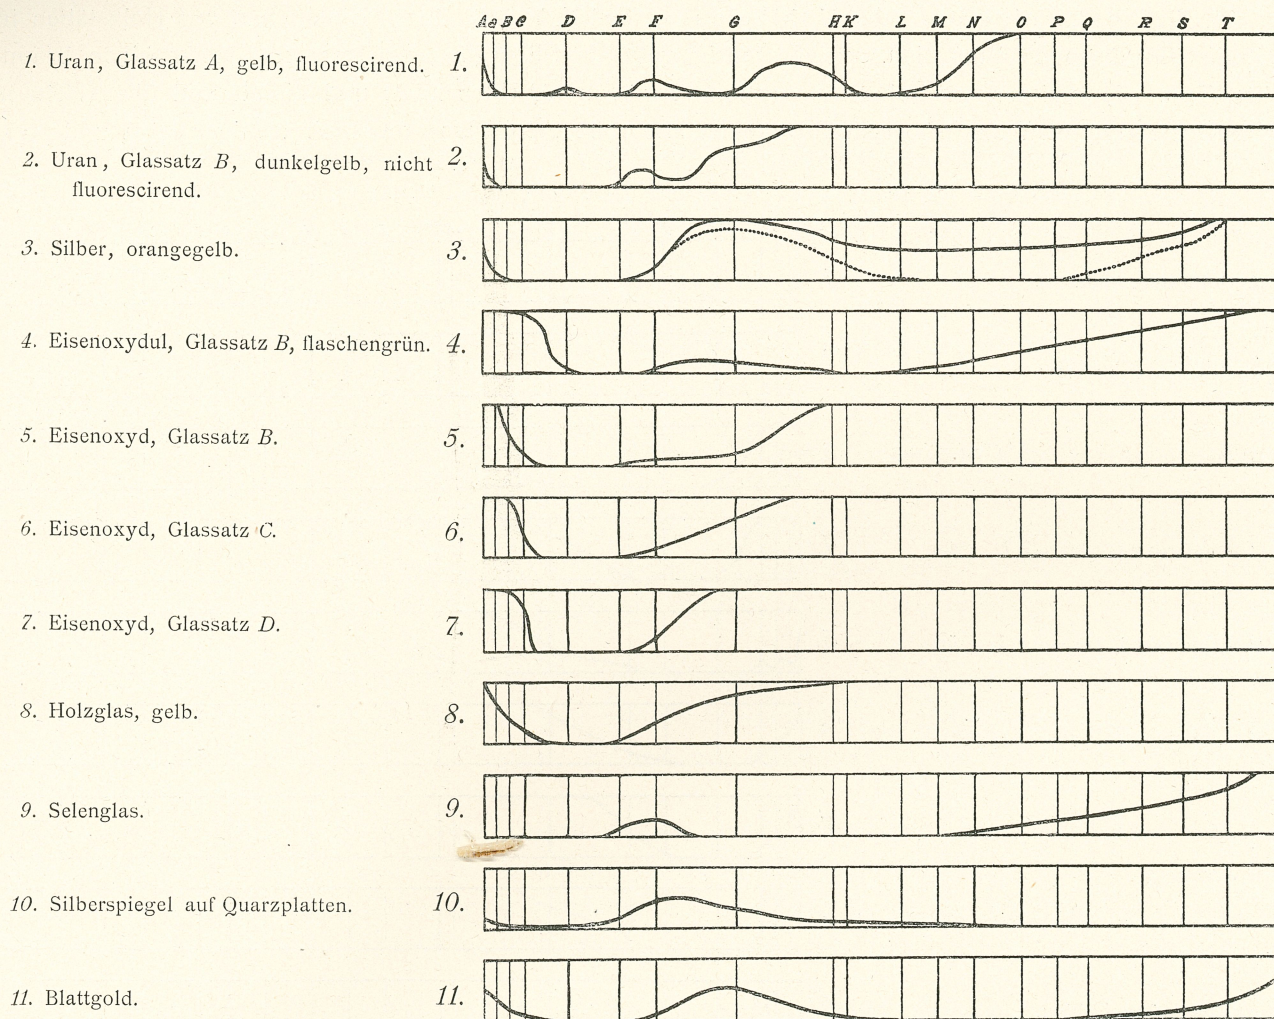 A a B C D E F G H K L M N O P Q R S T
1. Uran, Glassatz A, gelb, fluorescirend. 1.
2. Uran, Glassatz B, dunkelgelb, nicht 2.
fluorescirend.
3. Silber, orangegelb. 3.
4. Eisenoxydul, Glassatz B, flaschengrün. 4.
5. Eisenoxyd, Glassatz B. 5.
6. Eisenoxyd, Glassatz C. 6.
7. Eisenoxyd, Glassatz D. 7.
8. Holzglas, gelb. 8.
9. Selenglas. 9.
10. Silberspiegel auf Quarzplatten. 10.
11. Blattgold. 11.